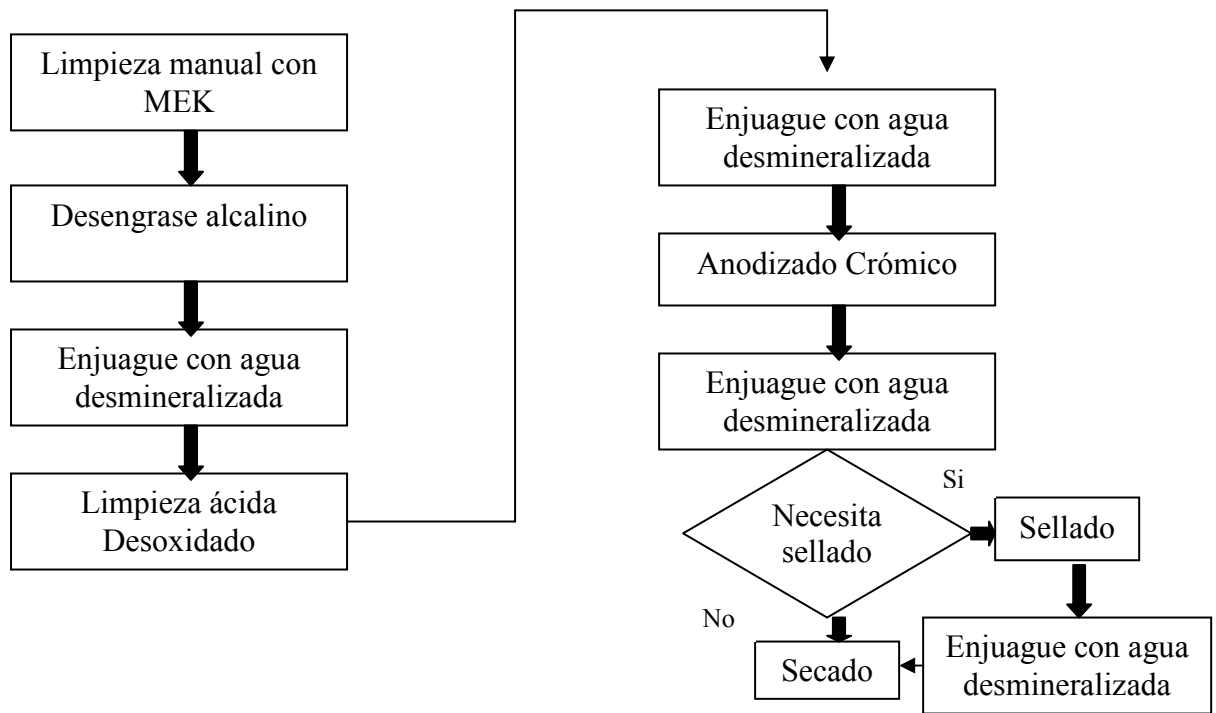 Limpieza manual con
MEK
Desengrase alcalino
Enjuague con agua
desmineralizada
Limpieza ácida
Desoxidado
Enjuague con agua
desmineralizada
Anodizado Crómico
Enjuague con agua
desmineralizada
Necesita
sellado
Si
Sellado
Enjuague con agua
desmineralizada
No
Secado